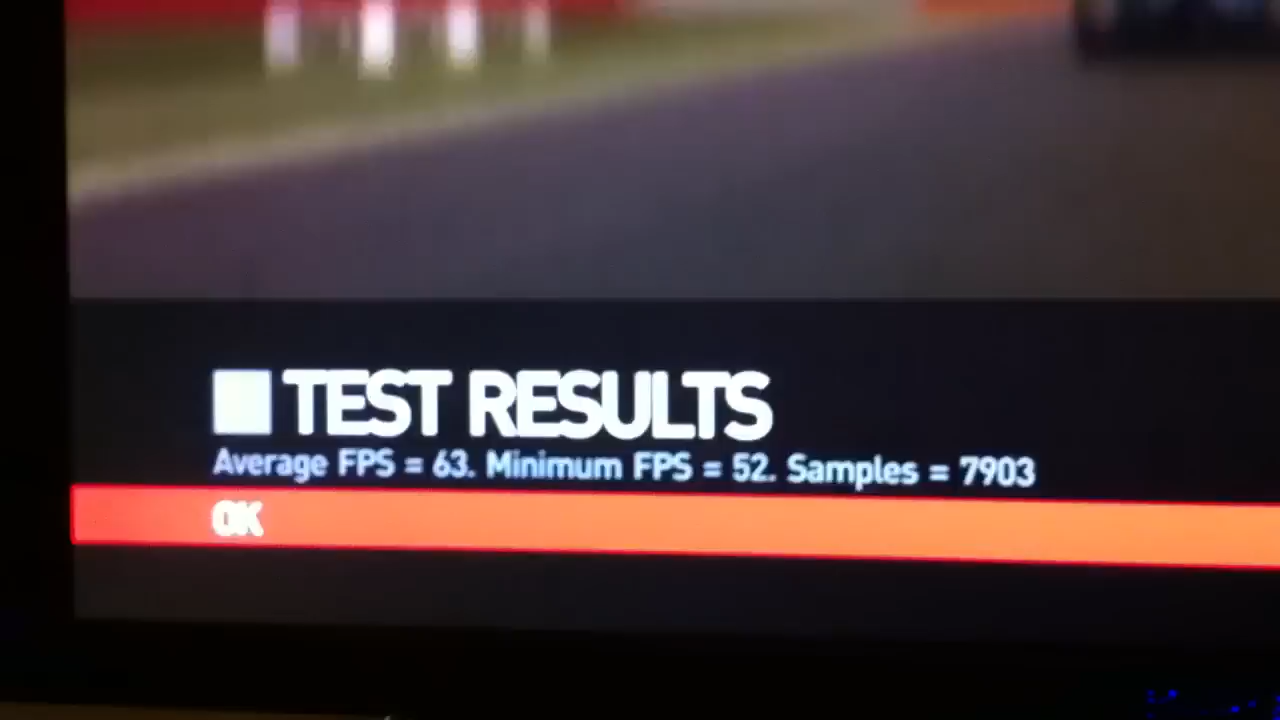 TEST RESULTS
Average FPS = 63. Minimum FPS = 52. Samples = 7903
OK